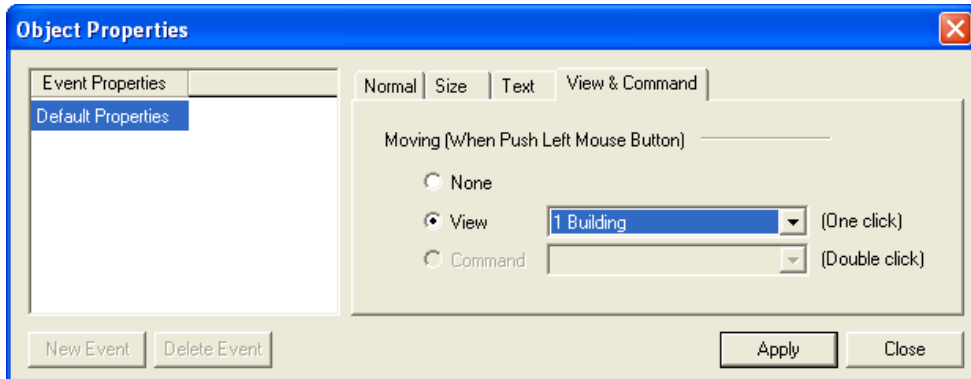 Object Properties
Event Properties
Default Properties
Normal Size Text View & Command
Moving (When Push Left Mouse Button)
None
View 1 Building (One click)
Command (Double click)
New Event Delete Event Apply Close